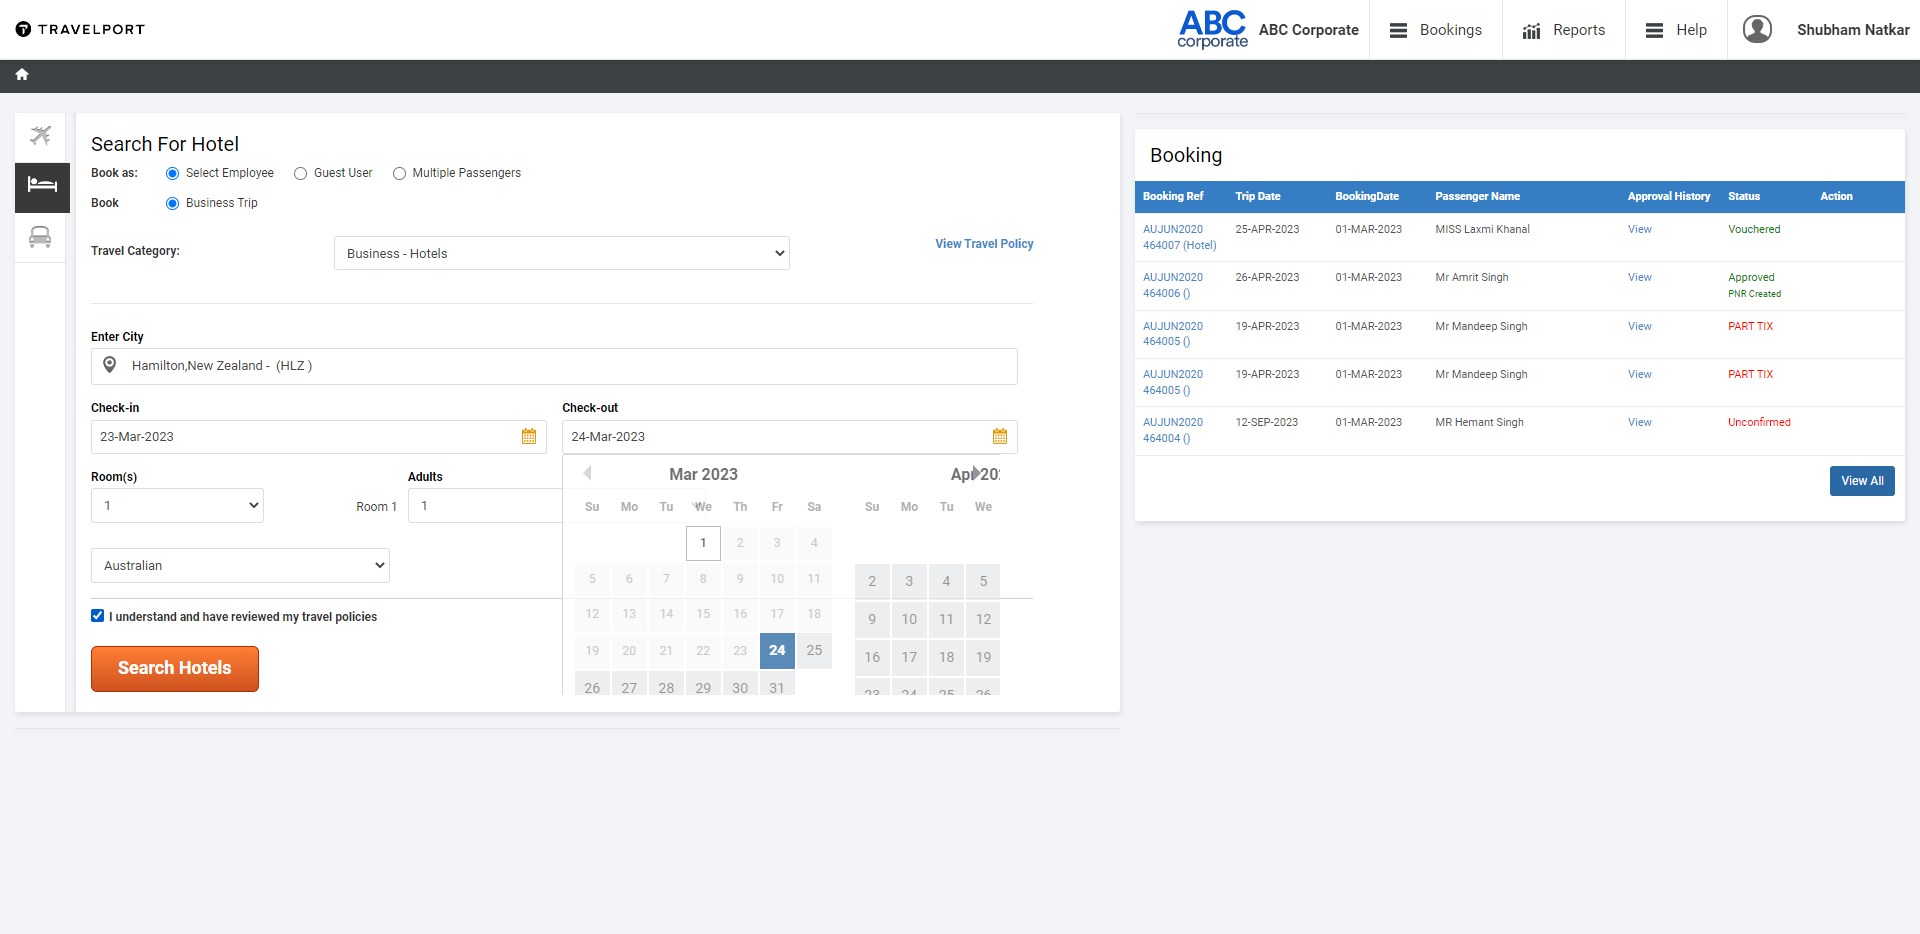 TRAVELPORT
ABC
corporate
ABC Corporate
Bookings
Reports
Help
Shubham Natkar
Search For Hotel
Book as:
Select Employee
Guest User
Multiple Passengers
Book
Business Trip
Travel Category:
Business - Hotels
View Travel Policy
Enter City
Hamilton,New Zealand - (HLZ )
Check-in
Check-out
23-Mar-2023
24-Mar-2023
Room(s)
Adults
1
Room 1
1
Australian
I understand and have reviewed my travel policies
Search Hotels
Mar 2023
Su Mo Tu We Th Fr Sa
1 2 3 4
5 6 7 8 9 10 11
12 13 14 15 16 17 18
19 20 21 22 23 24 25
26 27 28 29 30 31
Apr 202
Su Mo Tu We
2 3 4 5
9 10 11 12
16 17 18 19
23 24 25 26
Booking
Booking Ref Trip Date BookingDate Passenger Name Approval History Status Action
AUJUN2020 25-APR-2023 01-MAR-2023 MISS Laxmi Khanal View Vouchered
464007 (Hotel)
AUJUN2020 26-APR-2023 01-MAR-2023 Mr Amrit Singh View Approved
464006 () PNR Created
AUJUN2020 19-APR-2023 01-MAR-2023 Mr Mandeep Singh View PART TIX
464005 ()
AUJUN2020 19-APR-2023 01-MAR-2023 Mr Mandeep Singh View PART TIX
464005 ()
AUJUN2020 12-SEP-2023 01-MAR-2023 MR Hemant Singh View Unconfirmed
464004 ()
View All